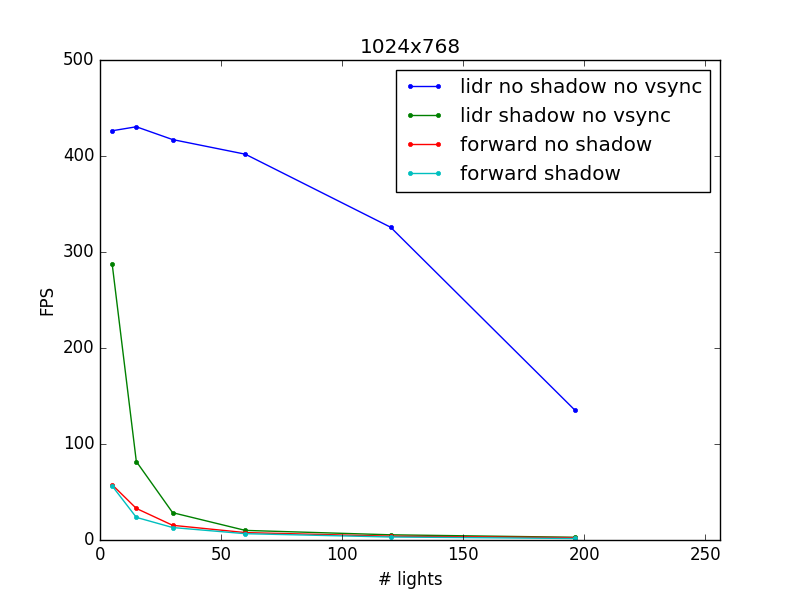 1024x768
500
400
300
200
100
0
FPS
lidr no shadow no vsync
lidr shadow no vsync
forward no shadow
forward shadow
0 50 100 150 200 250
# lights